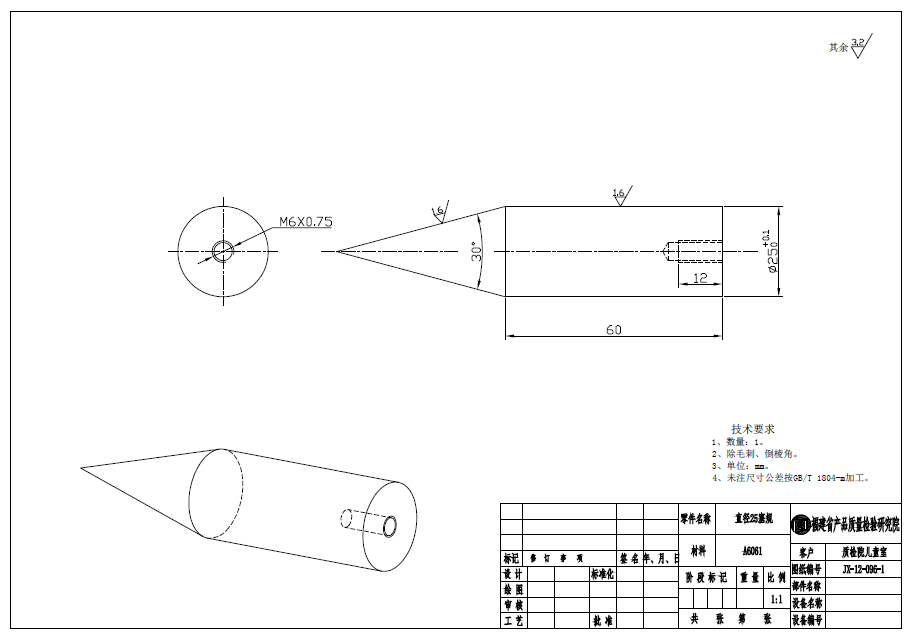 其余 3.2
1.6
1.6
M6X0.75
30°
12
⌀25 +0.1 0
60
技术要求
1、数量：1。
2、除毛刺、倒棱角。
3、单位：mm。
4、未注尺寸公差按GB/T 1804-m加工。
零件名称 直径25塞规 福建省产品质量检验研究院
材料 A6061 客户 质检院儿童室
标记 修 订 事 项 签 名 年、月、日
设 计 标准化 阶 段 标 记 重 量 比 例 图纸编号 JX-12-096-1
绘 图 部件名称
审 核 1:1 设备名称
工 艺 批 准 共 张 第 张 设备编号